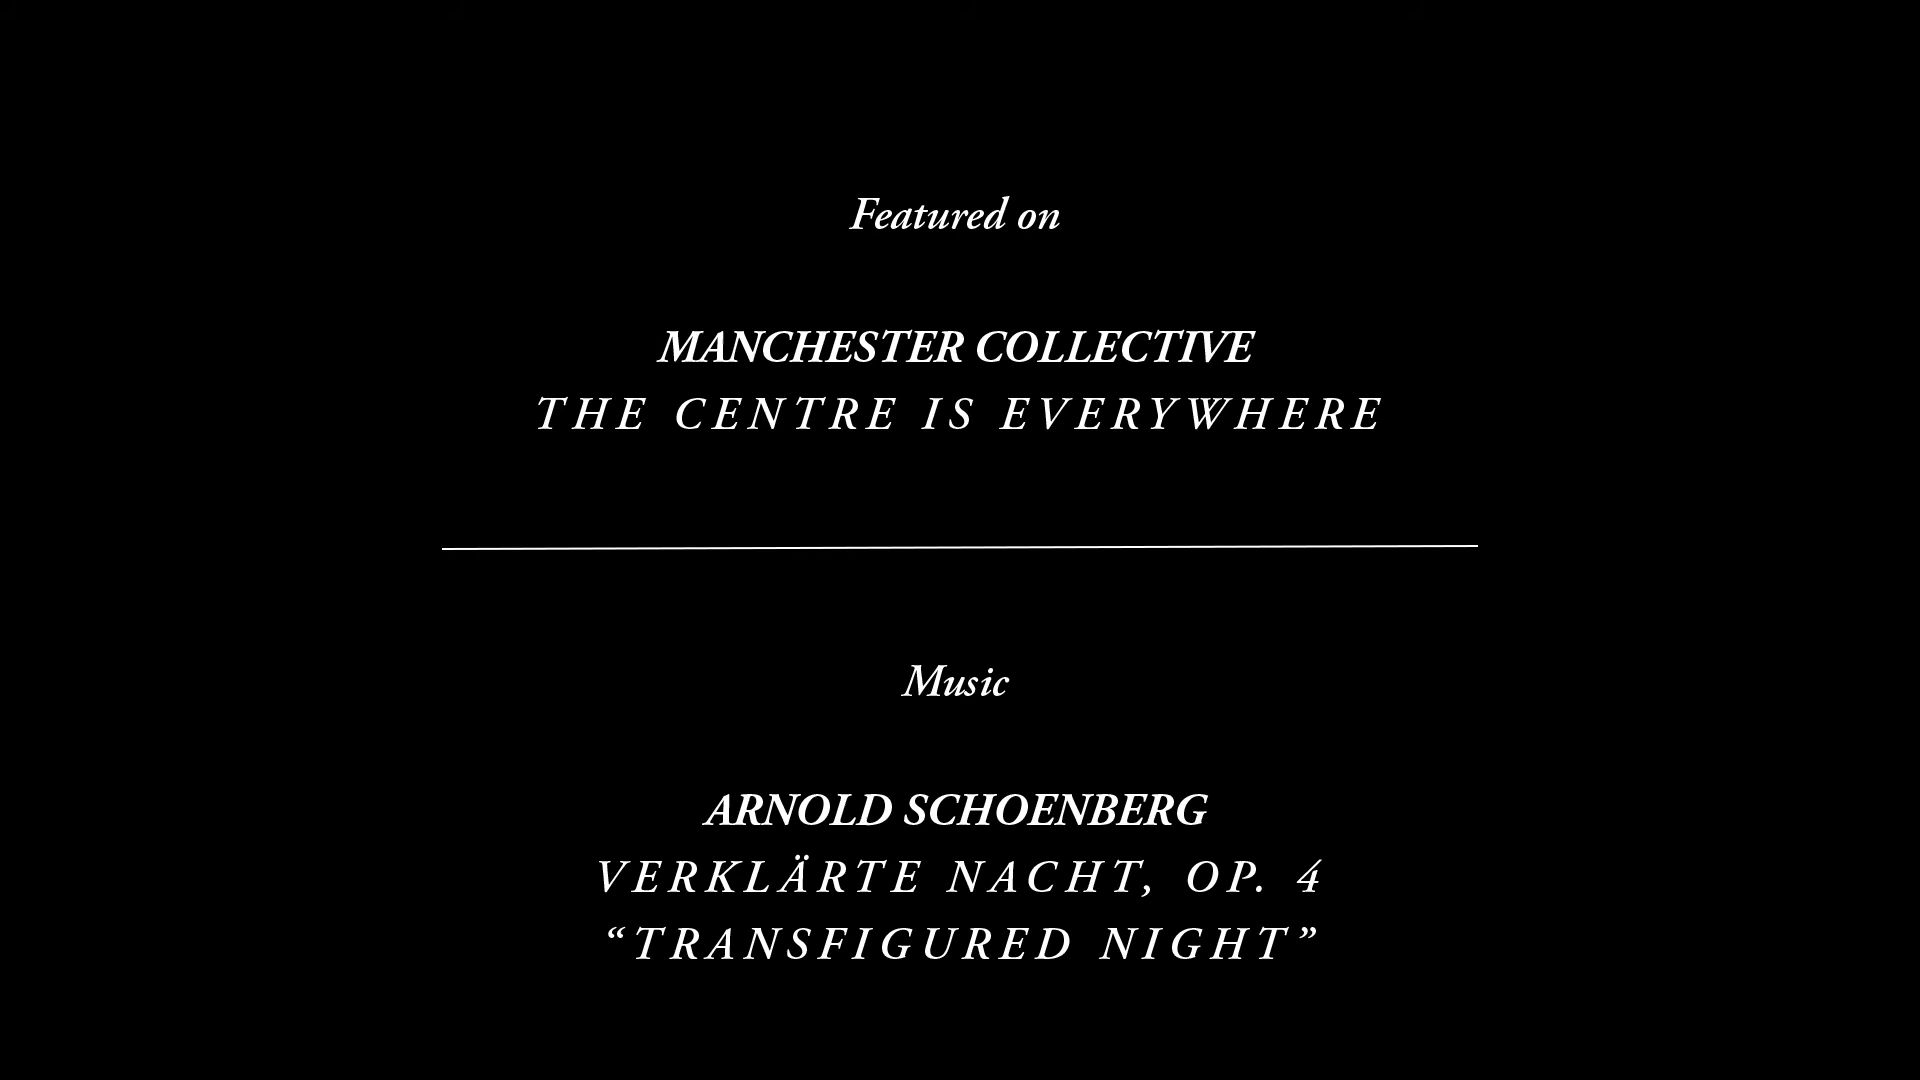 Featured on
MANCHESTER COLLECTIVE
THE CENTRE IS EVERYWHERE
Music
ARNOLD SCHOENBERG
VERKLÄRTE NACHT, OP. 4
“TRANSFIGURED NIGHT”